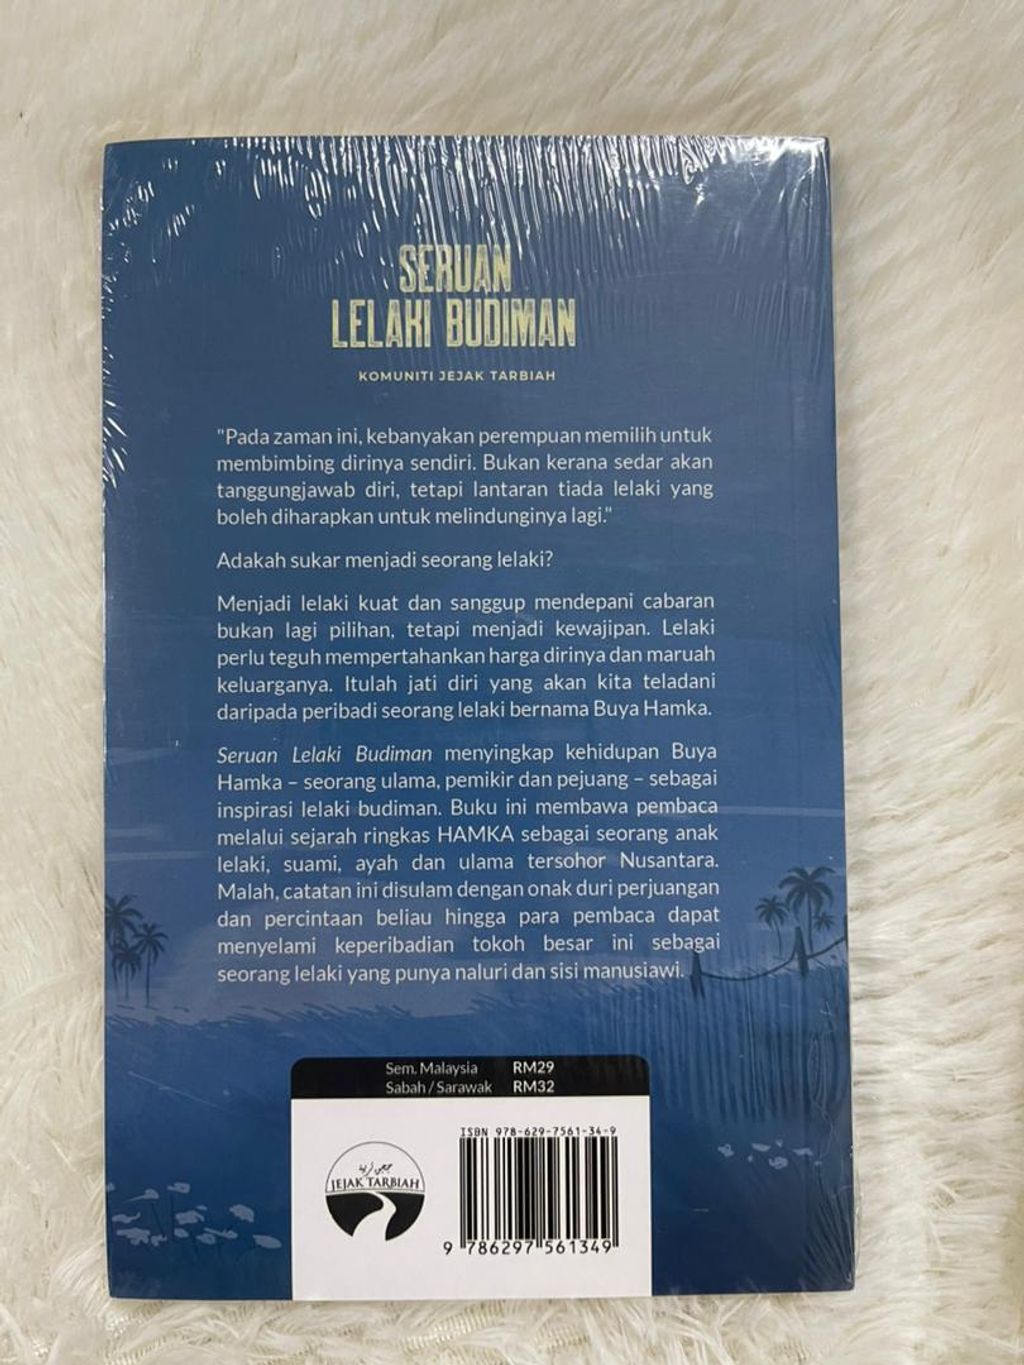 SERUAN
LELAKI BUDIMAN
KOMUNITI JEJAK TARBIAH
"Pada zaman ini, kebanyakan perempuan memilih untuk
membimbing dirinya sendiri. Bukan kerana sedar akan
tanggungjawab diri, tetapi lantaran tiada lelaki yang
boleh diharapkan untuk melindunginya lagi."
Adakah sukar menjadi seorang lelaki?
Menjadi lelaki kuat dan sanggup mendepani cabaran
bukan lagi pilihan, tetapi menjadi kewajipan. Lelaki
perlu teguh mempertahankan harga dirinya dan maruah
keluarganya. Itulah jati diri yang akan kita teladani
daripada peribadi seorang lelaki bernama Buya Hamka.
Seruan Lelaki Budiman menyingkap kehidupan Buya
Hamka – seorang ulama, pemikir dan pejuang – sebagai
inspirasi lelaki budiman. Buku ini membawa pembaca
melalui sejarah ringkas HAMKA sebagai seorang anak
lelaki, suami, ayah dan ulama tersohor Nusantara.
Malah, catatan ini disulam dengan onak duri perjuangan
dan percintaan beliau hingga para pembaca dapat
menyelami keperibadian tokoh besar ini sebagai
seorang lelaki yang punya naluri dan sisi manusiawi.
Sem. Malaysia RM29
Sabah / Sarawak RM32
ISBN 978-629-7561-34-9
JEJAK TARBIAH
9 786297 561349